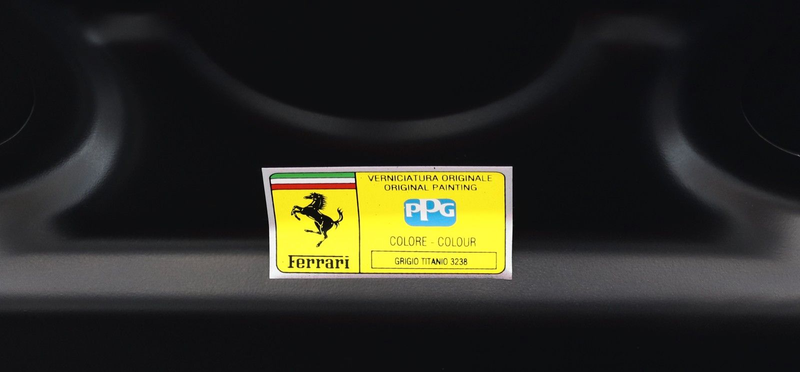 VERNICIATURA ORIGINALE
ORIGINAL PAINTING
PPG
COLORE - COLOUR
GRIGIO TITANIO 3238
Ferrari